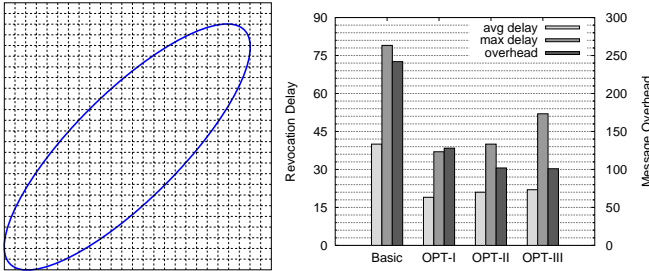 90
75
60
45
30
15
0
Revocation Delay
avg delay
max delay
overhead
300
250
200
150
100
50
0
Message Overhead
Basic OPT-I OPT-II OPT-III